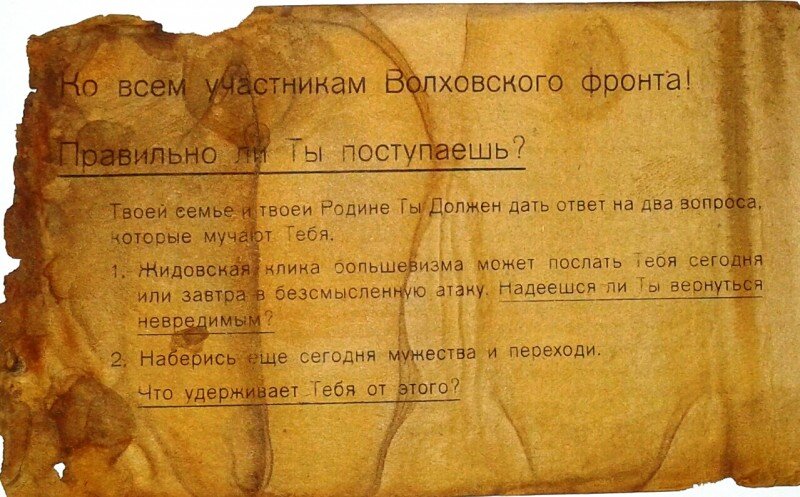 Ко всем участникам Волховского фронта!
Правильно ли Ты поступаешь?
Твоей семье и твоей Родине Ты Должен дать ответ на два вопроса,
которые мучают Тебя.
1. Жидовская клика большевизма может послать Тебя сегодня
или завтра в безсмысленную атаку. Надеешся ли Ты вернуться
невредимым?
2. Наберись еще сегодня мужества и переходи.
Что удерживает Тебя от этого?